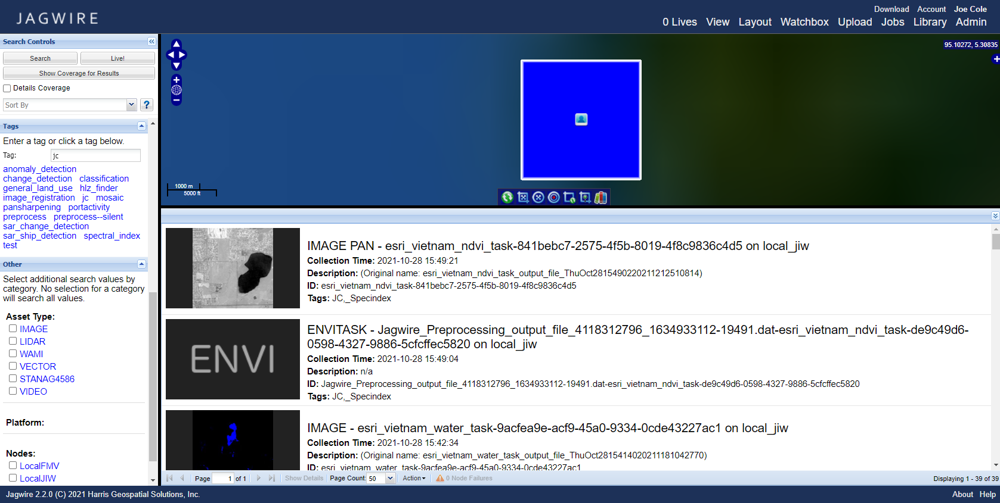 JAGWIRE
Download Account Joe Cole
0 Lives View Layout Watchbox Upload Jobs Library Admin
Search Controls
Search Live!
Show Coverage for Results
Details Coverage
Sort By ?
Tags
Enter a tag or click a tag below.
Tag: jc
anomaly_detection
change_detection classification
general_land_use hlz_finder
image_registration jc mosaic
pansharpening portactivity
preprocess preprocess--silent
sar_change_detection
sar_ship_detection spectral_index
test
Other
Select additional search values by
category. No selection for a category
will search all values.
Asset Type:
IMAGE
LIDAR
WAMI
VECTOR
STANAG4586
VIDEO
Platform:
Nodes:
LocalFMV
LocalJIW
95.10272, 5.30835
1000 m
5000 ft
IMAGE PAN - esri_vietnam_ndvi_task-841bebc7-2575-4f5b-8019-4f8c9836c4d5 on local_jiw
Collection Time: 2021-10-28 15:49:21
Description: (Original name: esri_vietnam_ndvi_task_output_file_ThuOct2815490220211212510814)
ID: esri_vietnam_ndvi_task-841bebc7-2575-4f5b-8019-4f8c9836c4d5
Tags: JC,_Specindex
ENVI
ENVITASK - Jagwire_Preprocessing_output_file_4118312796_1634933112-19491.dat-esri_vietnam_ndvi_task-de9c49d6-
0598-4327-9886-5cfcffec5820 on local_jiw
Collection Time: 2021-10-28 15:49:04
Description: n/a
ID: Jagwire_Preprocessing_output_file_4118312796_1634933112-19491.dat-esri_vietnam_ndvi_task-de9c49d6-0598-4327-9886-5cfcffec5820
Tags: JC,_Specindex
IMAGE - esri_vietnam_water_task-9acfea9e-acf9-45a0-9334-0cde43227ac1 on local_jiw
Collection Time: 2021-10-28 15:42:34
Description: (Original name: esri_vietnam_water_task_output_file_ThuOct2815414020211181042770)
ID: esri_vietnam_water_task-9acfea9e-acf9-45a0-9334-0cde43227ac1
Page 1 of 1 Show Details Page Count: 50 Action 0 Node Failures Displaying 1 - 39 of 39
Jagwire 2.2.0 (C) 2021 Harris Geospatial Solutions, Inc. About Help